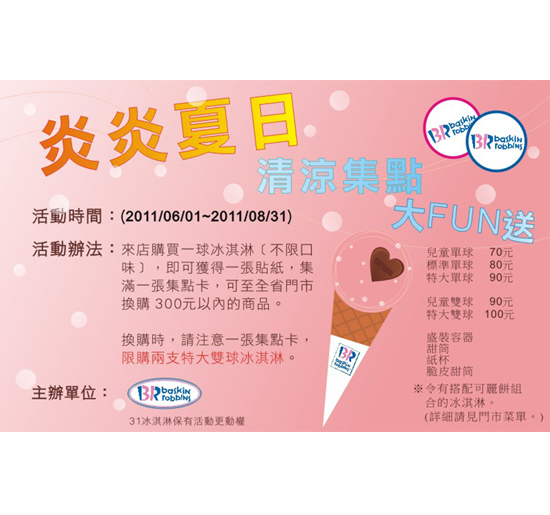 炎炎夏日
清涼集點
大FUN送
baskin
BR robbins
baskin
BR robbins
活動時間：(2011/06/01~2011/08/31)
活動辦法：來店購買一球冰淇淋﹝不限口
味﹞，即可獲得一張貼紙，集
滿一張集點卡，可至全省門市
換購 300元以內的商品。
換購時，請注意一張集點卡，
限購兩支特大雙球冰淇淋。
主辦單位：
baskin
BR robbins
31冰淇淋保有活動更動權
BR
baskin
robbins
兒童單球 70元
標準單球 80元
特大單球 90元
兒童雙球 90元
特大雙球 100元
盛裝容器
甜筒
紙杯
脆皮甜筒
※令有搭配可麗餅組
合的冰淇淋。
(詳細請見門市菜單。)